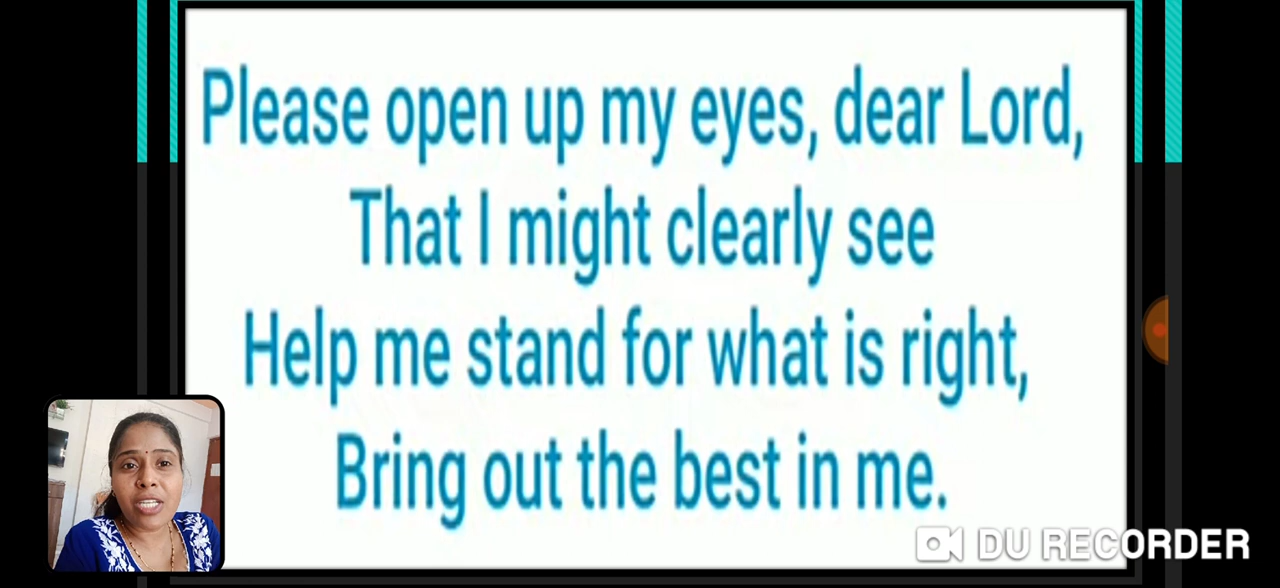 Please open up my eyes, dear Lord,
That I might clearly see
Help me stand for what is right,
Bring out the best in me.
DU RECORDER